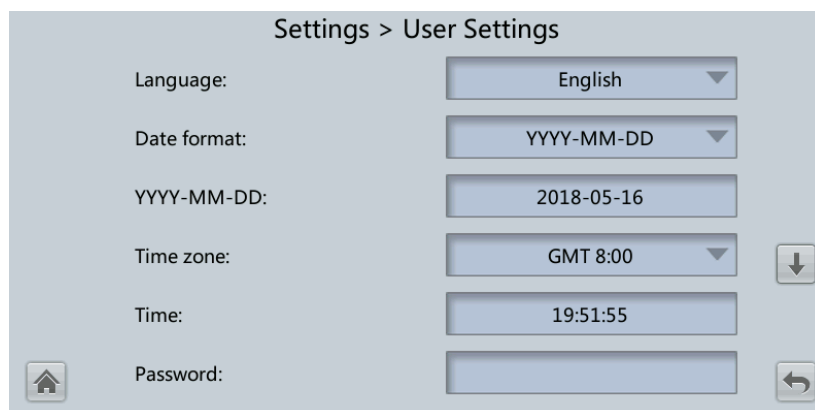 Settings > User Settings
Language: English
Date format: YYYY-MM-DD
YYYY-MM-DD: 2018-05-16
Time zone: GMT 8:00
Time: 19:51:55
Password: